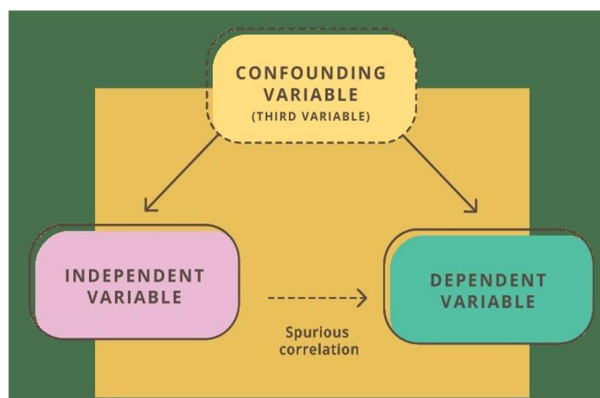 CONFOUNDING
VARIABLE
(THIRD VARIABLE)
INDEPENDENT
VARIABLE
DEPENDENT
VARIABLE
Spurious
correlation